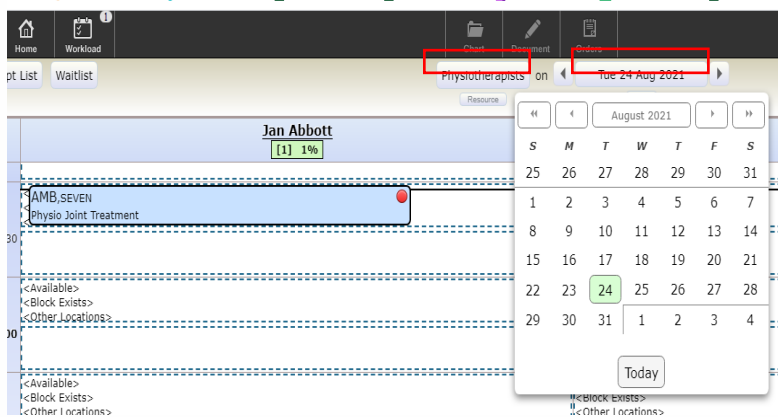 1
Home Workload Chart Document Orders
pt List Waitlist Physiotherapists on Tue 24 Aug 2021
Resource
August 2021
Jan Abbott
[1] 1%
S M T W T F S
25 26 27 28 29 30 31
1 2 3 4 5 6 7
8 9 10 11 12 13 14
15 16 17 18 19 20 21
22 23 24 25 26 27 28
29 30 31 1 2 3 4
Today
AMB,SEVEN
Physio Joint Treatment
30
<Available>
<Block Exists>
<Other Locations>
00
<Available>
<Block Exists>
<Other Locations>
<Block Exists>
<Other Locations>